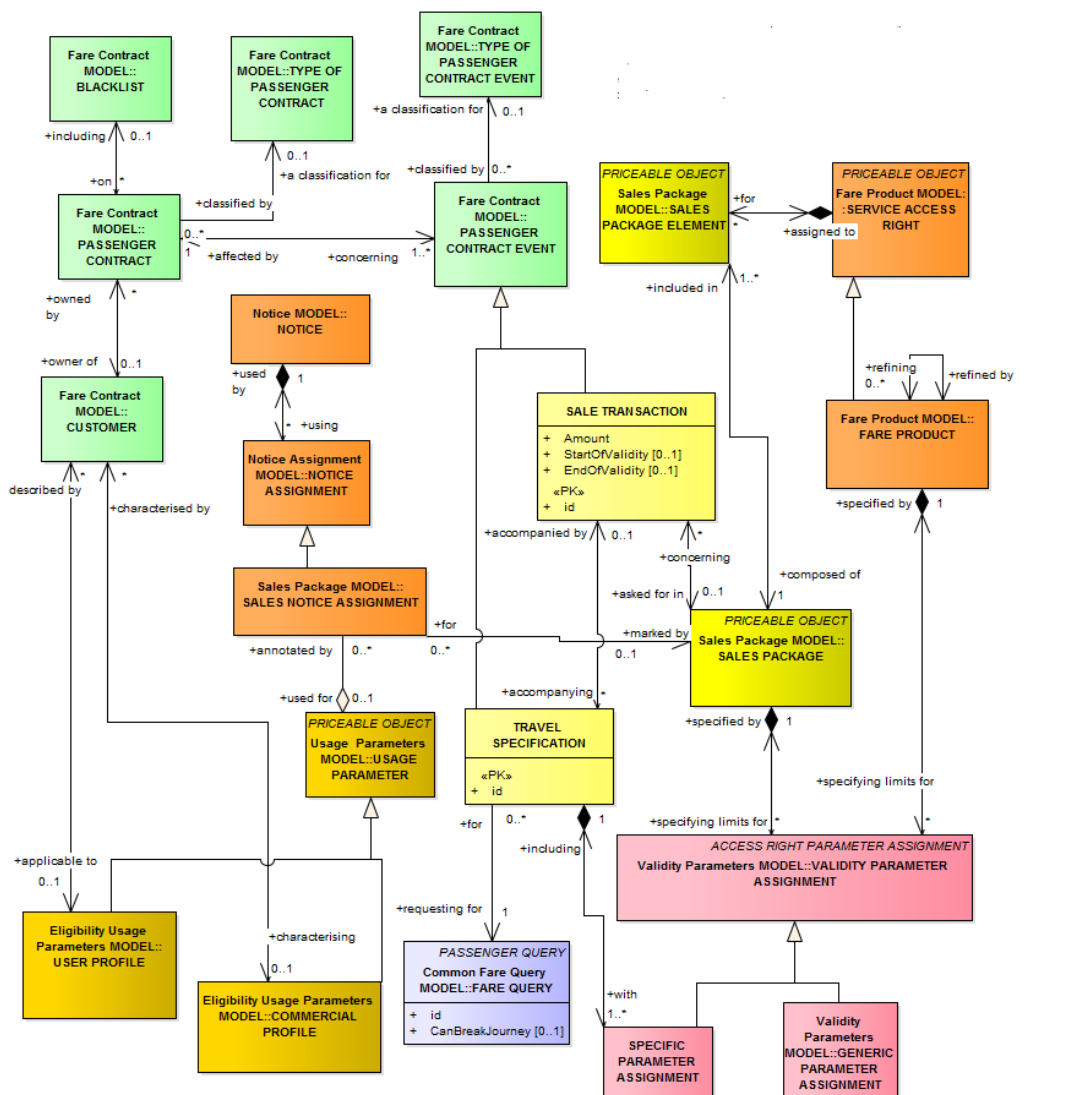 Fare Contract
MODEL::
BLACKLIST
Fare Contract
MODEL::TYPE OF
PASSENGER
CONTRACT
Fare Contract
MODEL::TYPE OF
PASSENGER
CONTRACT EVENT
+including
0..1
0..1
+a classification for
+a classification for
0..1
+on
*
+classified by
0..*
+classified by
0..*
Fare Contract
MODEL::
PASSENGER
CONTRACT
1
+affected by
+concerning
1..*
Fare Contract
MODEL::
PASSENGER
CONTRACT EVENT
PRICEABLE OBJECT
Sales Package
MODEL::SALES
PACKAGE ELEMENT
+for
*
+assigned to
PRICEABLE OBJECT
Fare Product MODEL:
:SERVICE ACCESS
RIGHT
+included in
1..*
+owned
by
*
+owner of
0..1
Notice MODEL::
NOTICE
+used
by
1
*
+using
+refining
0..*
+refined by
Fare Contract
MODEL::
CUSTOMER
SALE TRANSACTION
+ Amount
+ StartOfValidity [0..1]
+ EndOfValidity [0..1]
«PK»
+ id
Fare Product MODEL::
FARE PRODUCT
Notice Assignment
MODEL::NOTICE
ASSIGNMENT
described by
*
*
+characterised by
+specified by
1
+accompanied by
0..1
*
+concerning
+asked for in
0..1
+composed of
1
Sales Package MODEL::
SALES NOTICE ASSIGNMENT
+for
0..*
+marked by
0..1
PRICEABLE OBJECT
Sales Package MODEL::
SALES PACKAGE
+annotated by
0..*
+used for
0..1
+accompanying
*
+specified by
1
PRICEABLE OBJECT
Usage Parameters
MODEL::USAGE
PARAMETER
TRAVEL
SPECIFICATION
«PK»
+ id
+for
0..*
1
+including
+specifying limits for
*
+specifying limits for
*
+applicable to
0..1
ACCESS RIGHT PARAMETER ASSIGNMENT
Validity Parameters MODEL::VALIDITY PARAMETER
ASSIGNMENT
Eligibility Usage
Parameters MODEL::
USER PROFILE
+characterising
0..1
+requesting for
1
Eligibility Usage Parameters
MODEL::COMMERCIAL
PROFILE
PASSENGER QUERY
Common Fare Query
MODEL::FARE QUERY
+ id
+ CanBreakJourney [0..1]
+with
1..*
SPECIFIC
PARAMETER
ASSIGNMENT
Validity
Parameters
MODEL::GENERIC
PARAMETER
ASSIGNMENT